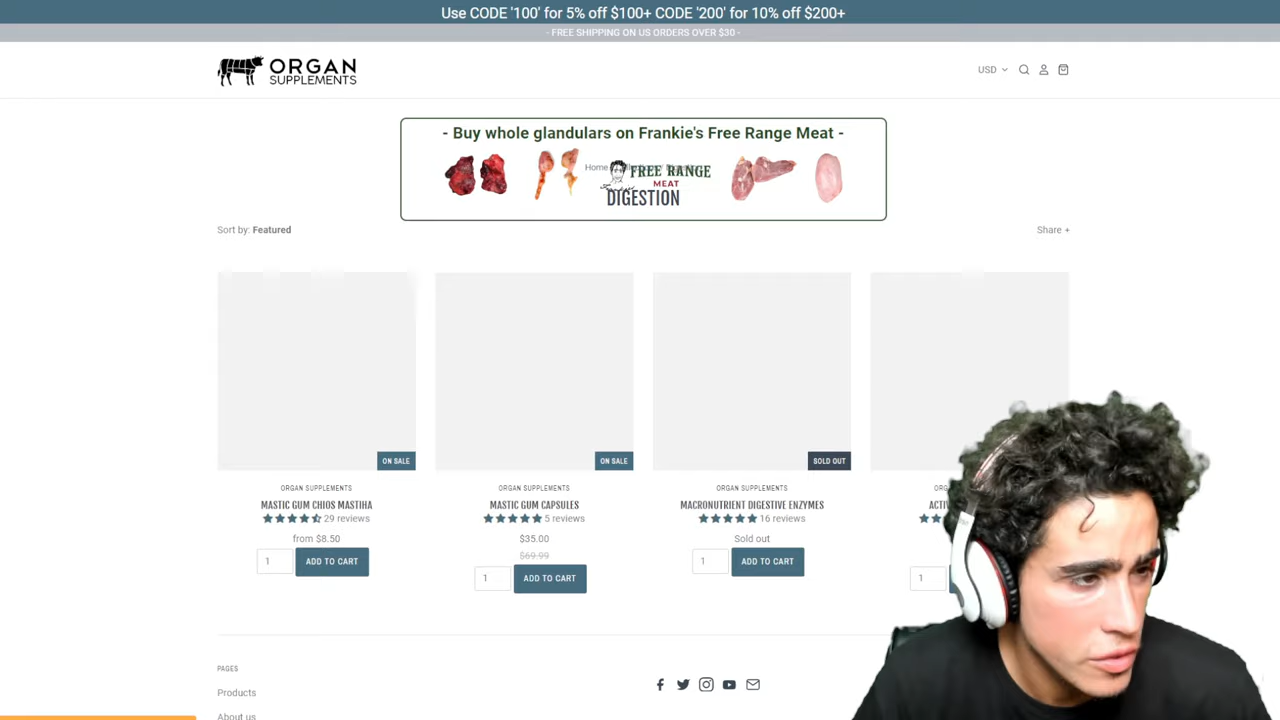 Use CODE '100' for 5% off $100+ CODE '200' for 10% off $200+
- FREE SHIPPING ON US ORDERS OVER $30 -
ORGAN
SUPPLEMENTS
USD
- Buy whole glandulars on Frankie's Free Range Meat -
Home
FREE RANGE
MEAT
DIGESTION
Sort by: Featured
Share +
ON SALE
ON SALE
SOLD OUT
ORGAN SUPPLEMENTS
MASTIC GUM CHIOS MASTIHA
29 reviews
from $8.50
1
ADD TO CART
ORGAN SUPPLEMENTS
MASTIC GUM CAPSULES
5 reviews
$35.00
$69.99
1
ADD TO CART
ORGAN SUPPLEMENTS
MACRONUTRIENT DIGESTIVE ENZYMES
16 reviews
Sold out
1
ADD TO CART
1
PAGES
Products
About us